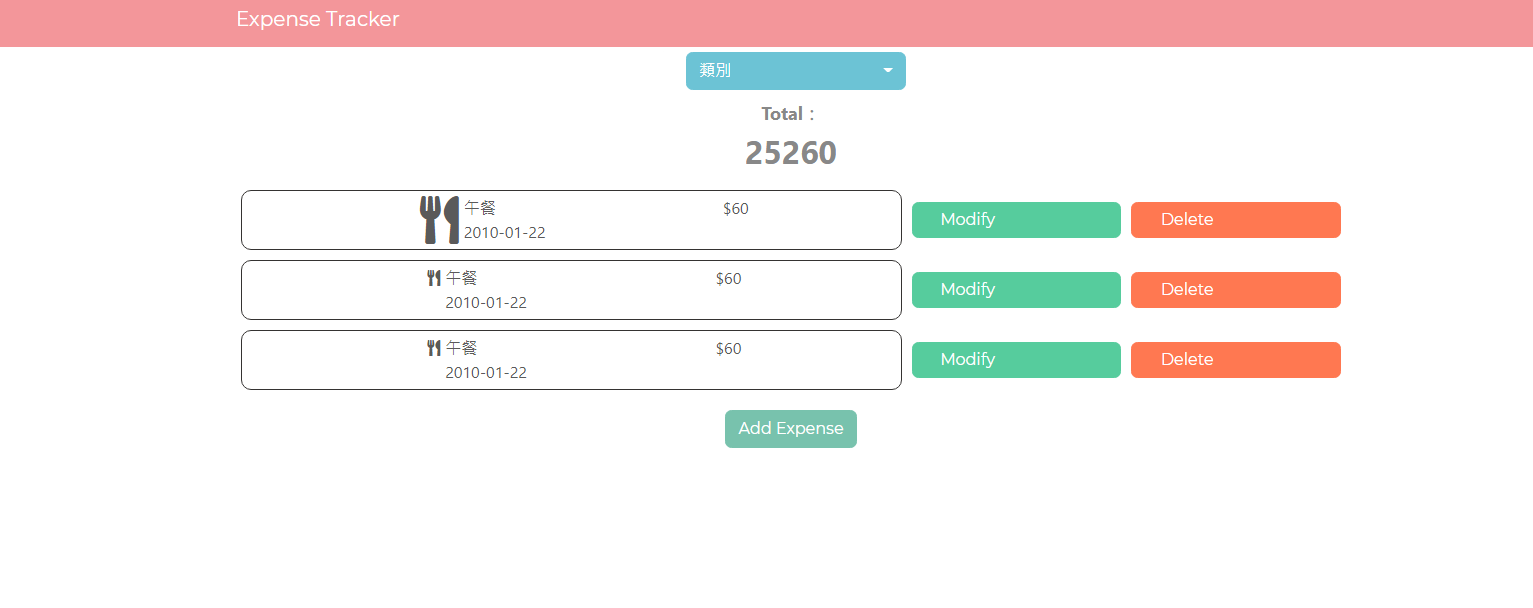 Expense Tracker
類別
Total：
25260
午餐 $60 Modify Delete
2010-01-22
午餐 $60 Modify Delete
2010-01-22
午餐 $60 Modify Delete
2010-01-22
Add Expense